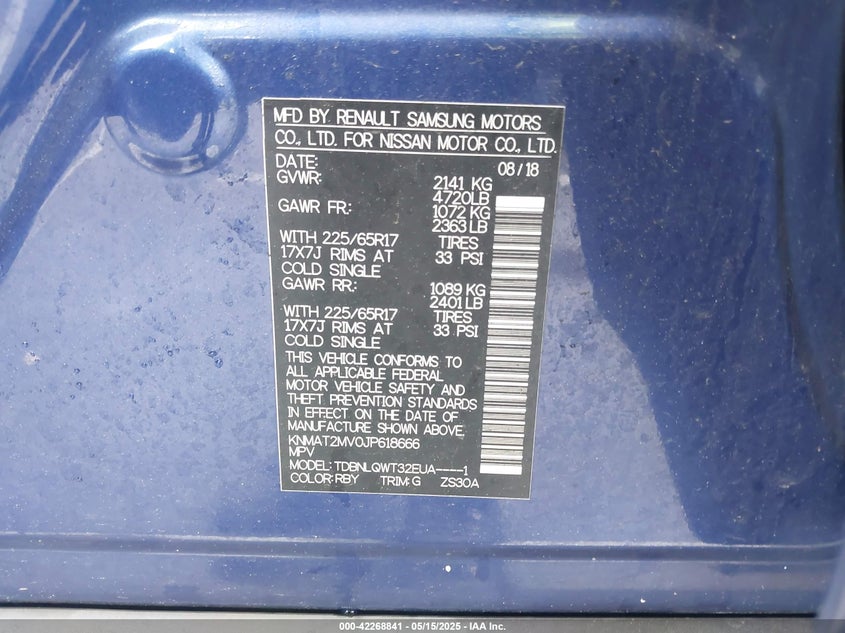 MFD BY RENAULT SAMSUNG MOTORS
CO., LTD. FOR NISSAN MOTOR CO., LTD.
DATE: 08/18
GVWR: 2141 KG
4720LB
GAWR FR: 1072 KG
2363 LB
WITH 225/65R17 TIRES
17X7J RIMS AT 33 PSI
COLD SINGLE
GAWR RR: 1089 KG
2401 LB
WITH 225/65R17 TIRES
17X7J RIMS AT 33 PSI
COLD SINGLE
THIS VEHICLE CONFORMS TO
ALL APPLICABLE FEDERAL
MOTOR VEHICLE SAFETY AND
THEFT PREVENTION STANDARDS
IN EFFECT ON THE DATE OF
MANUFACTURE SHOWN ABOVE.
KNMAT2MV0JP618666
MPV
MODEL:TDBNLQWT32EUA----1
COLOR:RBY TRIM:G ZS30A
000-42268841 - 05/15/2025 - IAA Inc.